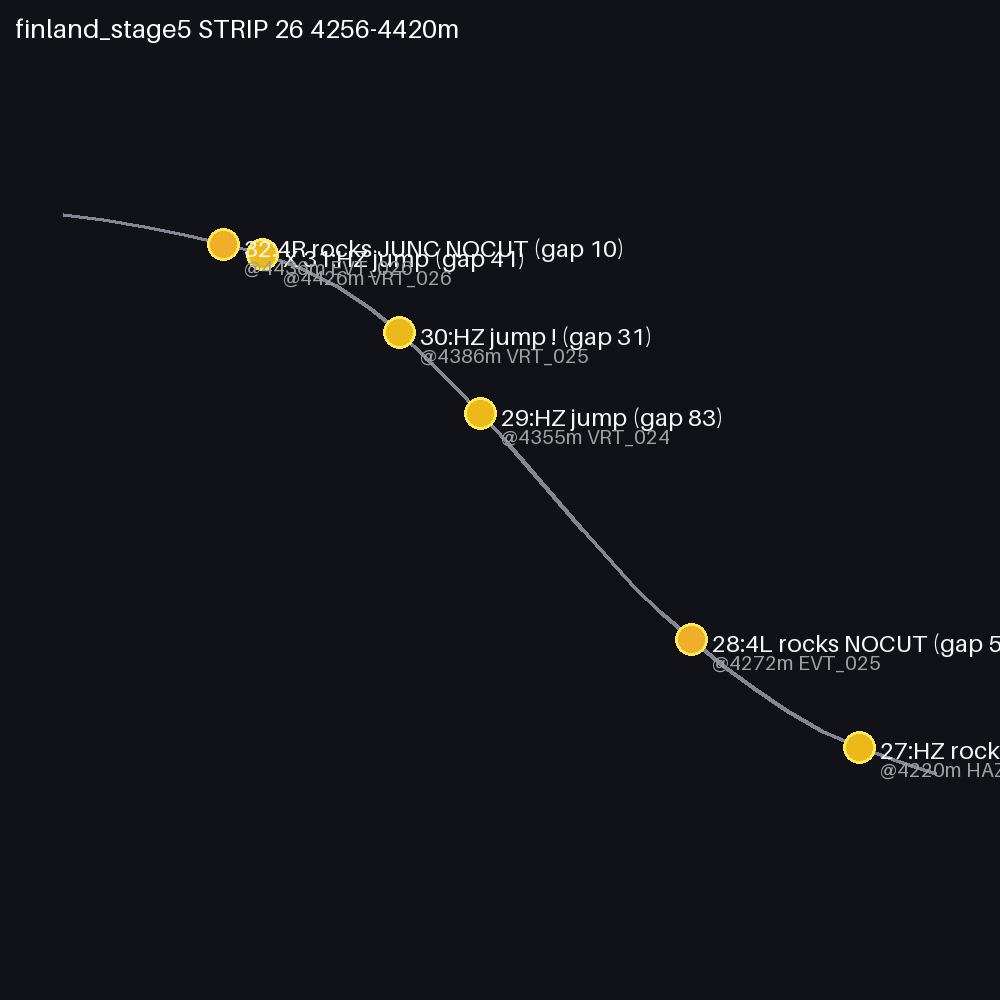 finland_stage5 STRIP 26 4256-4420m
32:4R rocks JUNC NOCUT (gap 10)
31:HZ jump (gap 41)
@4436m EVT_026
@4426m VRT_026
30:HZ jump ! (gap 31)
@4386m VRT_025
29:HZ jump (gap 83)
@4355m VRT_024
28:4L rocks NOCUT (gap 5
@4272m EVT_025
27:HZ rock
@4220m HAZ